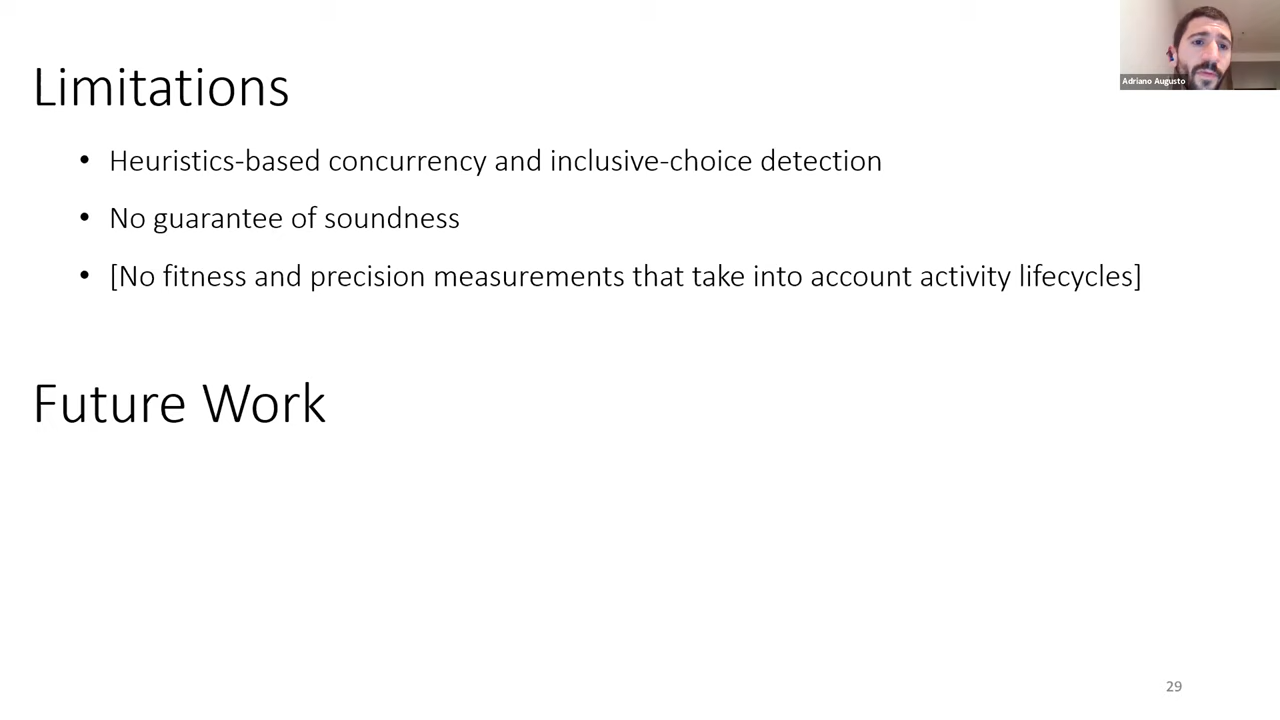 Adriano Augusto
Limitations
• Heuristics-based concurrency and inclusive-choice detection
• No guarantee of soundness
• [No fitness and precision measurements that take into account activity lifecycles]
Future Work
29